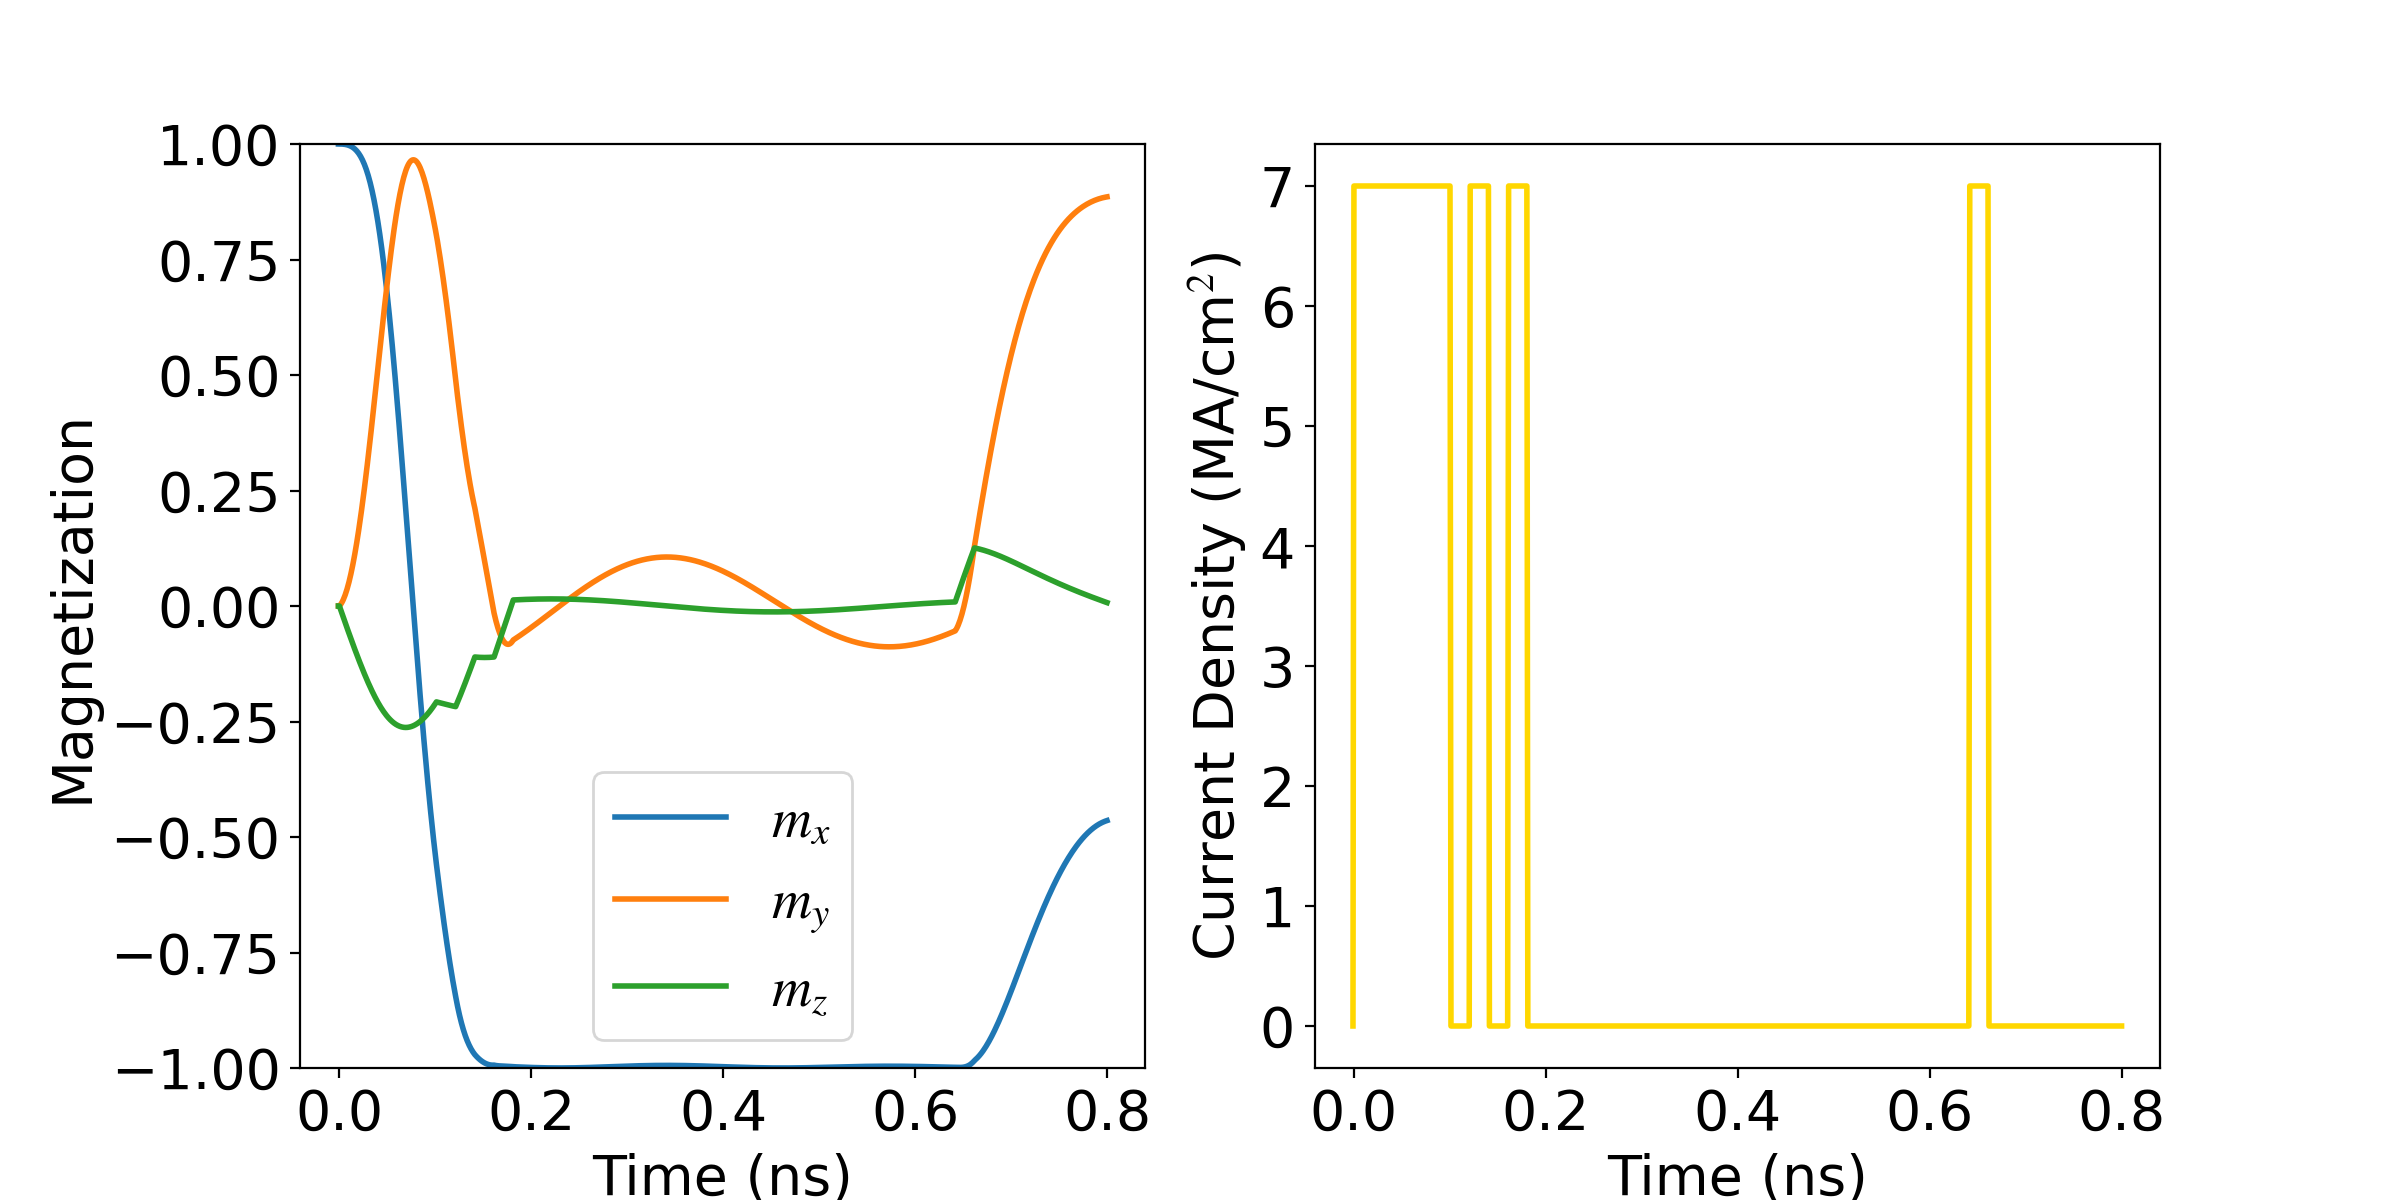 1.00
0.75
0.50
0.25
0.00
−0.25
−0.50
−0.75
−1.00
Magnetization
0.0 0.2 0.4 0.6 0.8
Time (ns)
m_x
m_y
m_z
7
6
5
4
3
2
1
0
Current Density (MA/cm²)
0.0 0.2 0.4 0.6 0.8
Time (ns)